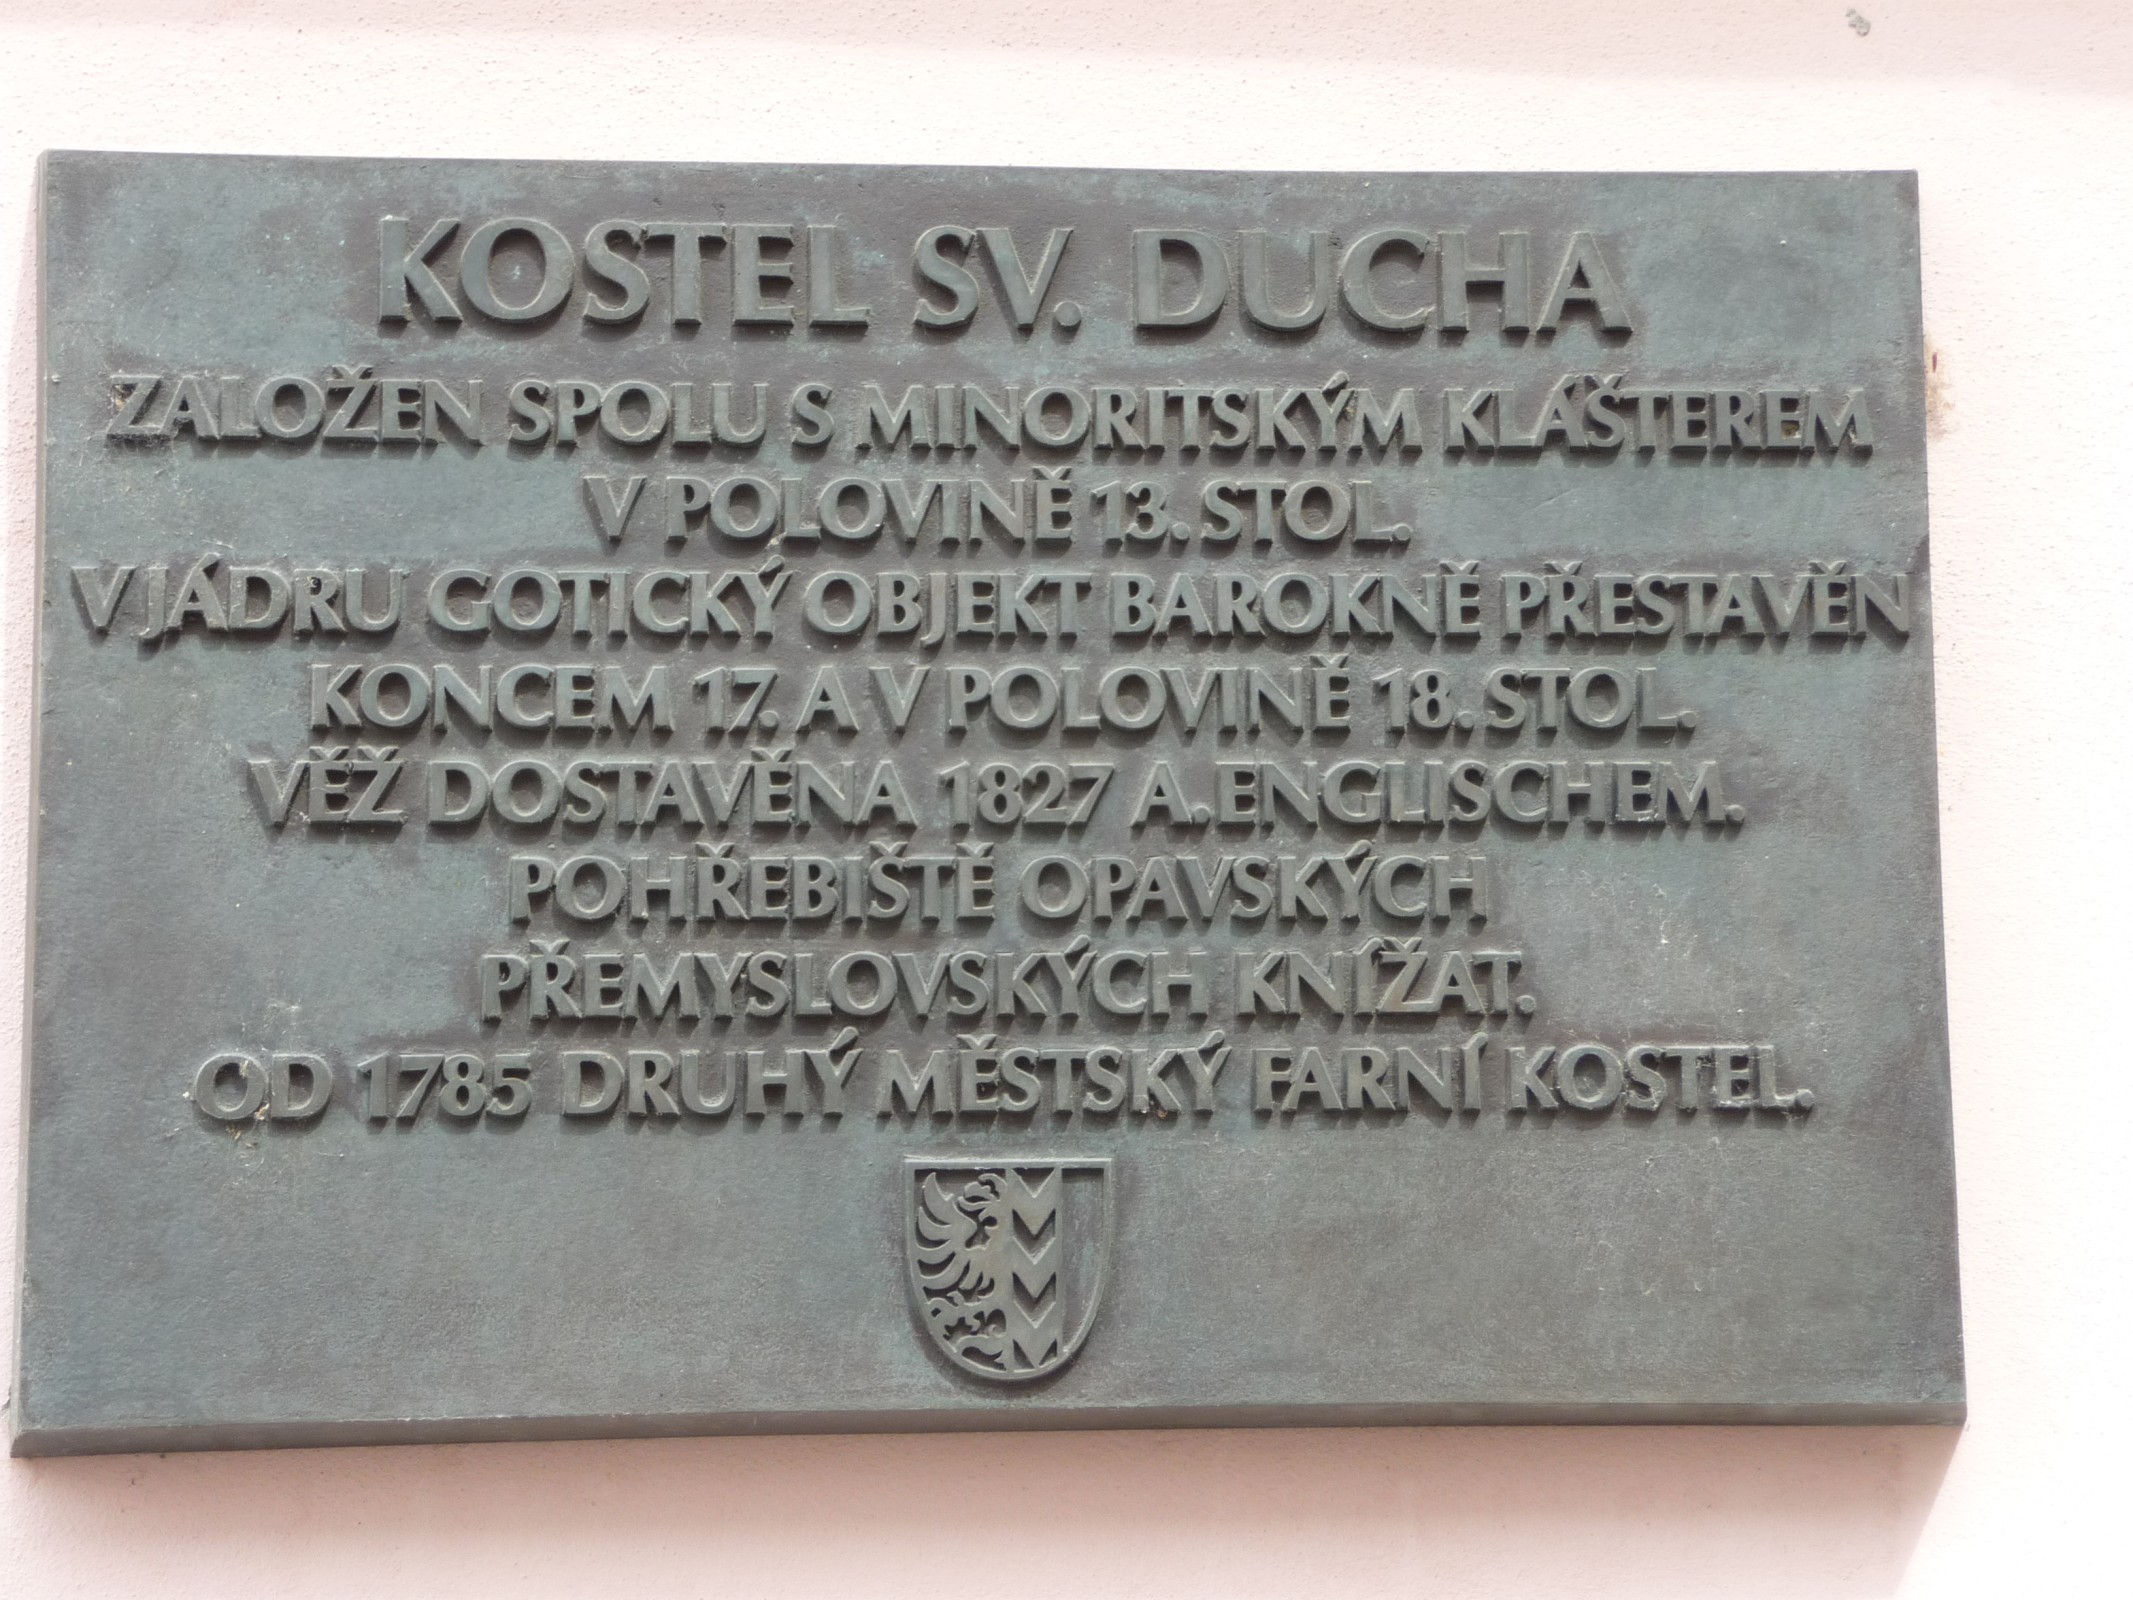 KOSTEL SV. DUCHA
ZALOŽEN SPOLU S MINORITSKÝM KLÁŠTEREM
V POLOVINĚ 13. STOL.
V JÁDRU GOTICKÝ OBJEKT BAROKNĚ PŘESTAVĚN
KONCEM 17. A V POLOVINĚ 18. STOL.
VĚŽ DOSTAVĚNA 1827 A. ENGLISCHEM.
POHŘEBIŠTĚ OPAVSKÝCH
PŘEMYSLOVSKÝCH KNÍŽAT.
OD 1785 DRUHÝ MĚSTSKÝ FARNÍ KOSTEL.